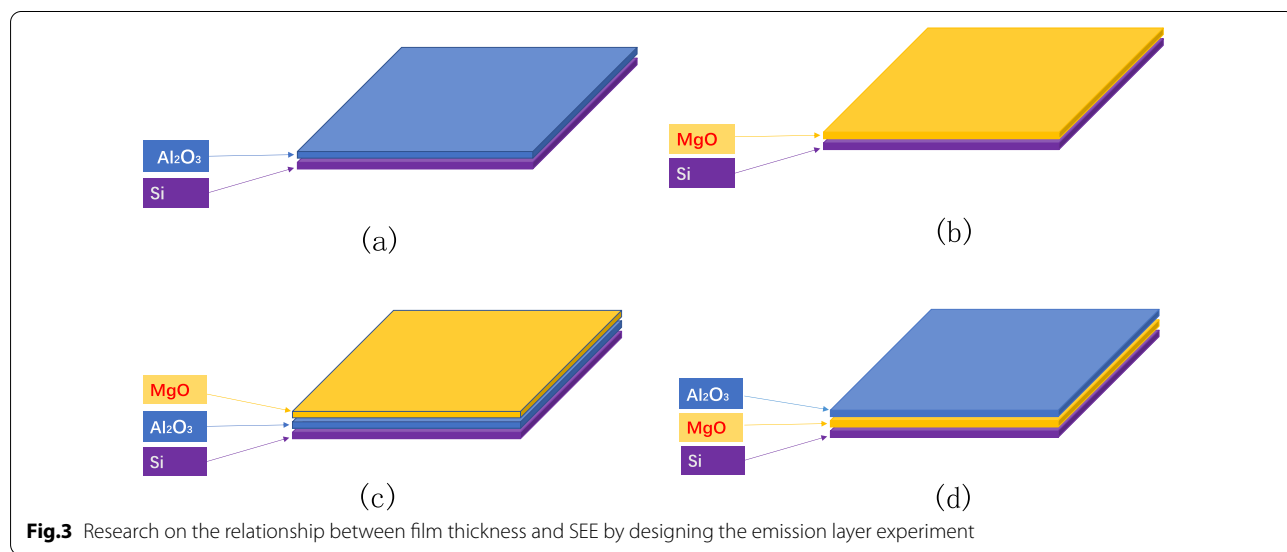 Al₂O₃
Si
(a)
MgO
Si
(b)
MgO
Al₂O₃
Si
(c)
Al₂O₃
MgO
Si
(d)
Fig.3 Research on the relationship between film thickness and SEE by designing the emission layer experiment